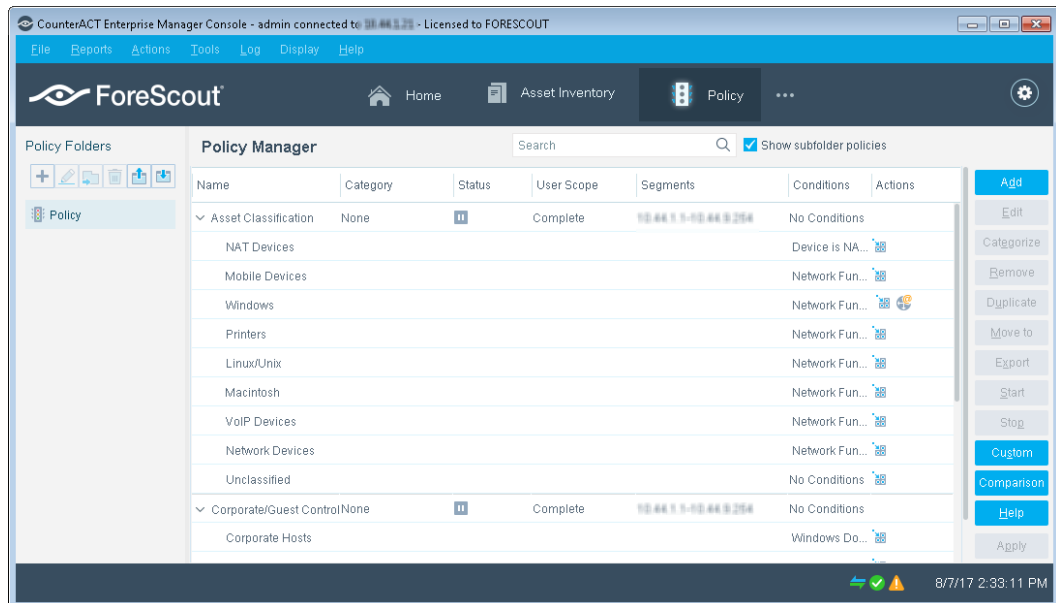 CounterACT Enterprise Manager Console - admin connected to - Licensed to FORESCOUT
File Reports Actions Tools Log Display Help
ForeScout Home Asset Inventory Policy
Policy Folders Policy Manager Search Show subfolder policies
Name Category Status User Scope Segments Conditions Actions Add
Policy Asset Classification None Complete No Conditions Edit
NAT Devices Device is NA... Categorize
Mobile Devices Network Fun... Remove
Windows Network Fun... Duplicate
Printers Network Fun... Move to
Linux/Unix Network Fun... Export
Macintosh Network Fun... Start
VoIP Devices Network Fun... Stop
Network Devices Network Fun... Custom
Unclassified No Conditions Comparison
Corporate/Guest Control None Complete No Conditions Help
Corporate Hosts Windows Do... Apply
8/7/17 2:33:11 PM